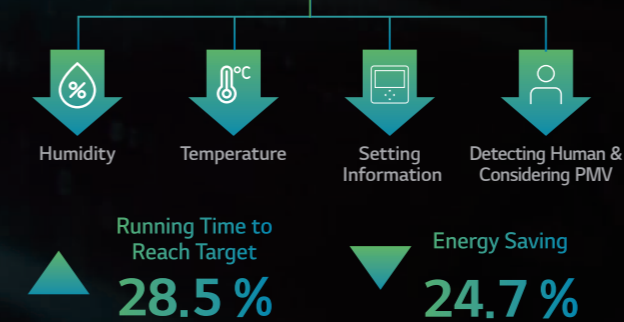 %
°C
Humidity
Temperature
Setting
Information
Detecting Human &
Considering PMV
Running Time to
Reach Target
28.5 %
Energy Saving
24.7 %